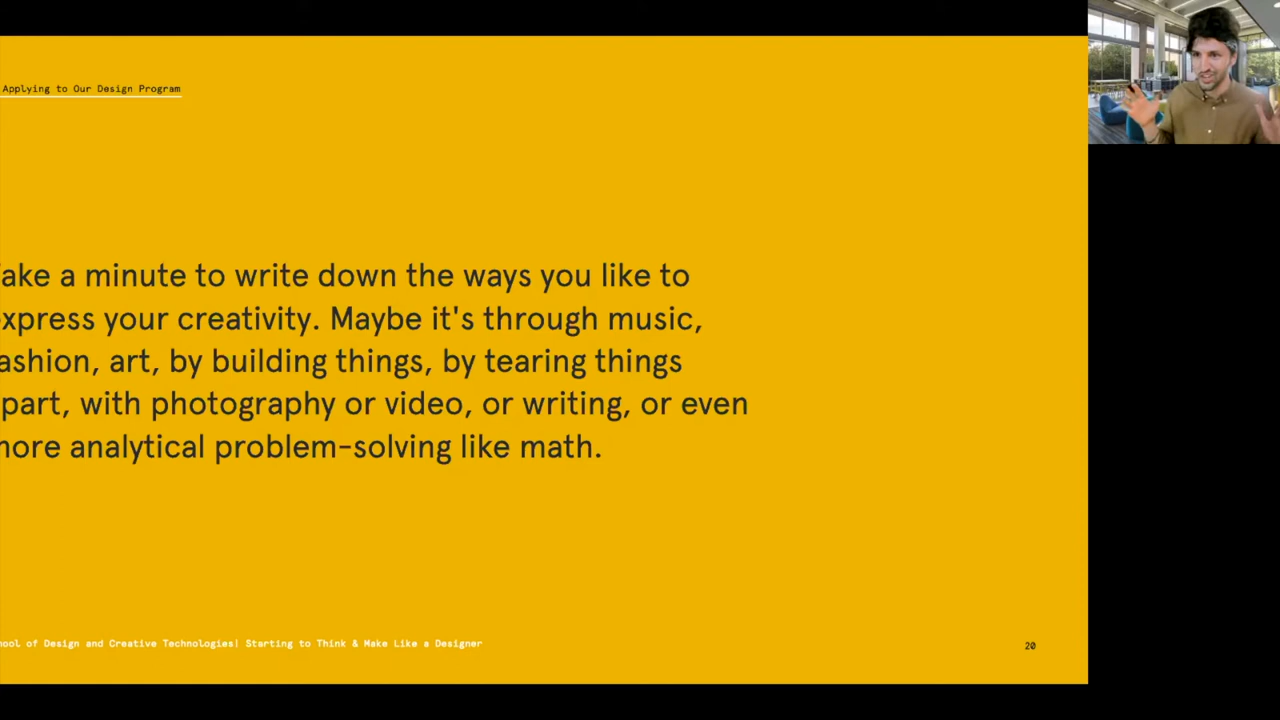 Applying to Our Design Program
ake a minute to write down the ways you like to
xpress your creativity. Maybe it's through music,
ashion, art, by building things, by tearing things
part, with photography or video, or writing, or even
ore analytical problem-solving like math.
ool of Design and Creative Technologies| Starting to Think & Make Like a Designer
20